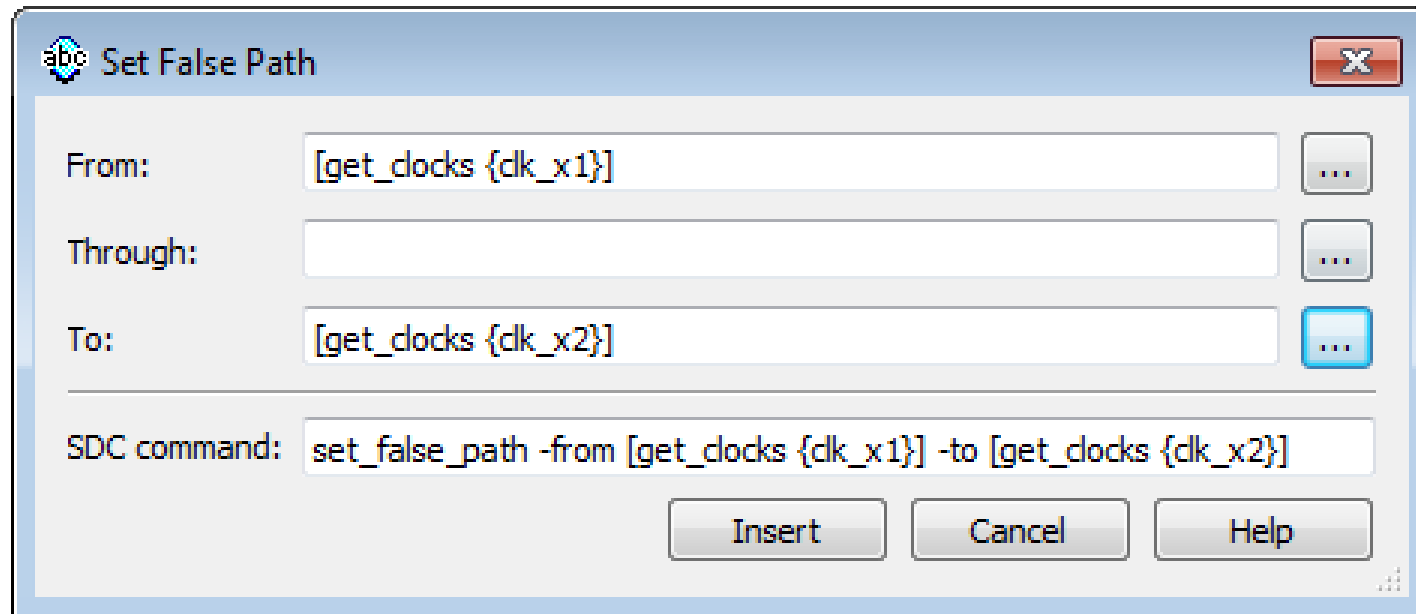 abc Set False Path
From: [get_clocks {clk_x1}] ...
Through: ...
To: [get_clocks {clk_x2}] ...
SDC command: set_false_path -from [get_clocks {clk_x1}] -to [get_clocks {clk_x2}]
Insert Cancel Help